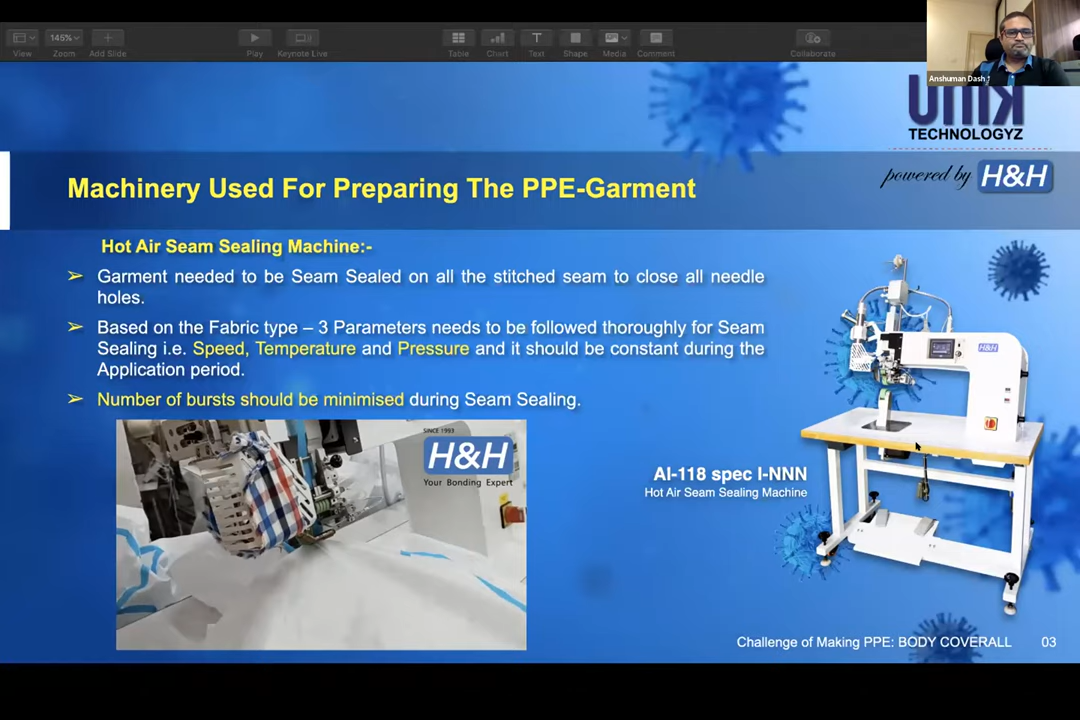 View
145%
Zoom
Add Slide
Play
Keynote Live
Table
Chart
Text
Shape
Media
Comment
Collaborate
Anshuman Dash
UNIK
TECHNOLOGYZ
powered by H&H
Machinery Used For Preparing The PPE-Garment
Hot Air Seam Sealing Machine:-
➢ Garment needed to be Seam Sealed on all the stitched seam to close all needle
holes.
➢ Based on the Fabric type – 3 Parameters needs to be followed thoroughly for Seam
Sealing i.e. Speed, Temperature and Pressure and it should be constant during the
Application period.
➢ Number of bursts should be minimised during Seam Sealing.
SINCE 1993
H&H
Your Bonding Expert
H&H
AI-118 spec I-NNN
Hot Air Seam Sealing Machine
Challenge of Making PPE: BODY COVERALL 03